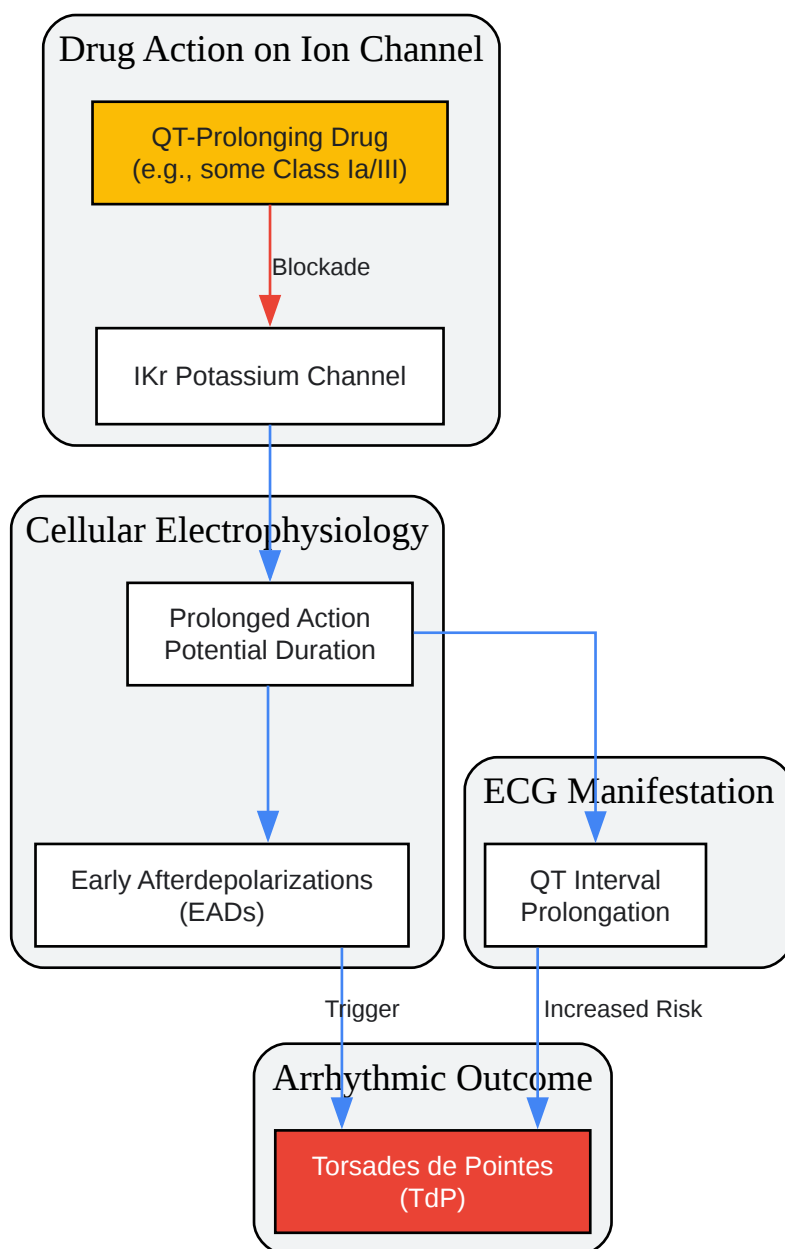 Drug Action on Ion Channel
QT-Prolonging Drug
(e.g., some Class Ia/III)
Blockade
IKr Potassium Channel
Cellular Electrophysiology
Prolonged Action
Potential Duration
ECG Manifestation
Early Afterdepolarizations
(EADs)
QT Interval
Prolongation
Trigger
Increased Risk
Arrhythmic Outcome
Torsades de Pointes
(TdP)